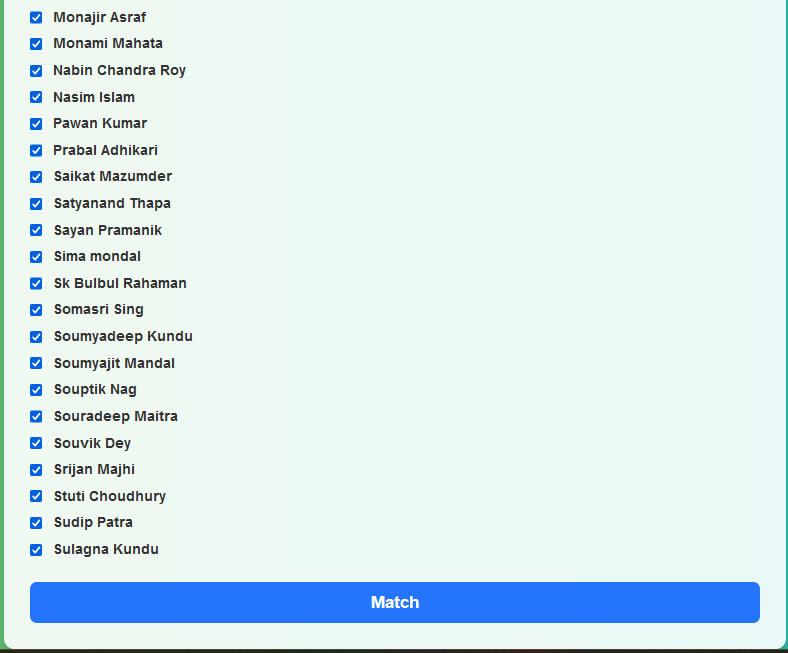 Monajir Asraf
Monami Mahata
Nabin Chandra Roy
Nasim Islam
Pawan Kumar
Prabal Adhikari
Saikat Mazumder
Satyanand Thapa
Sayan Pramanik
Sima mondal
Sk Bulbul Rahaman
Somasri Sing
Soumyadeep Kundu
Soumyajit Mandal
Souptik Nag
Souradeep Maitra
Souvik Dey
Srijan Majhi
Stuti Choudhury
Sudip Patra
Sulagna Kundu
Match